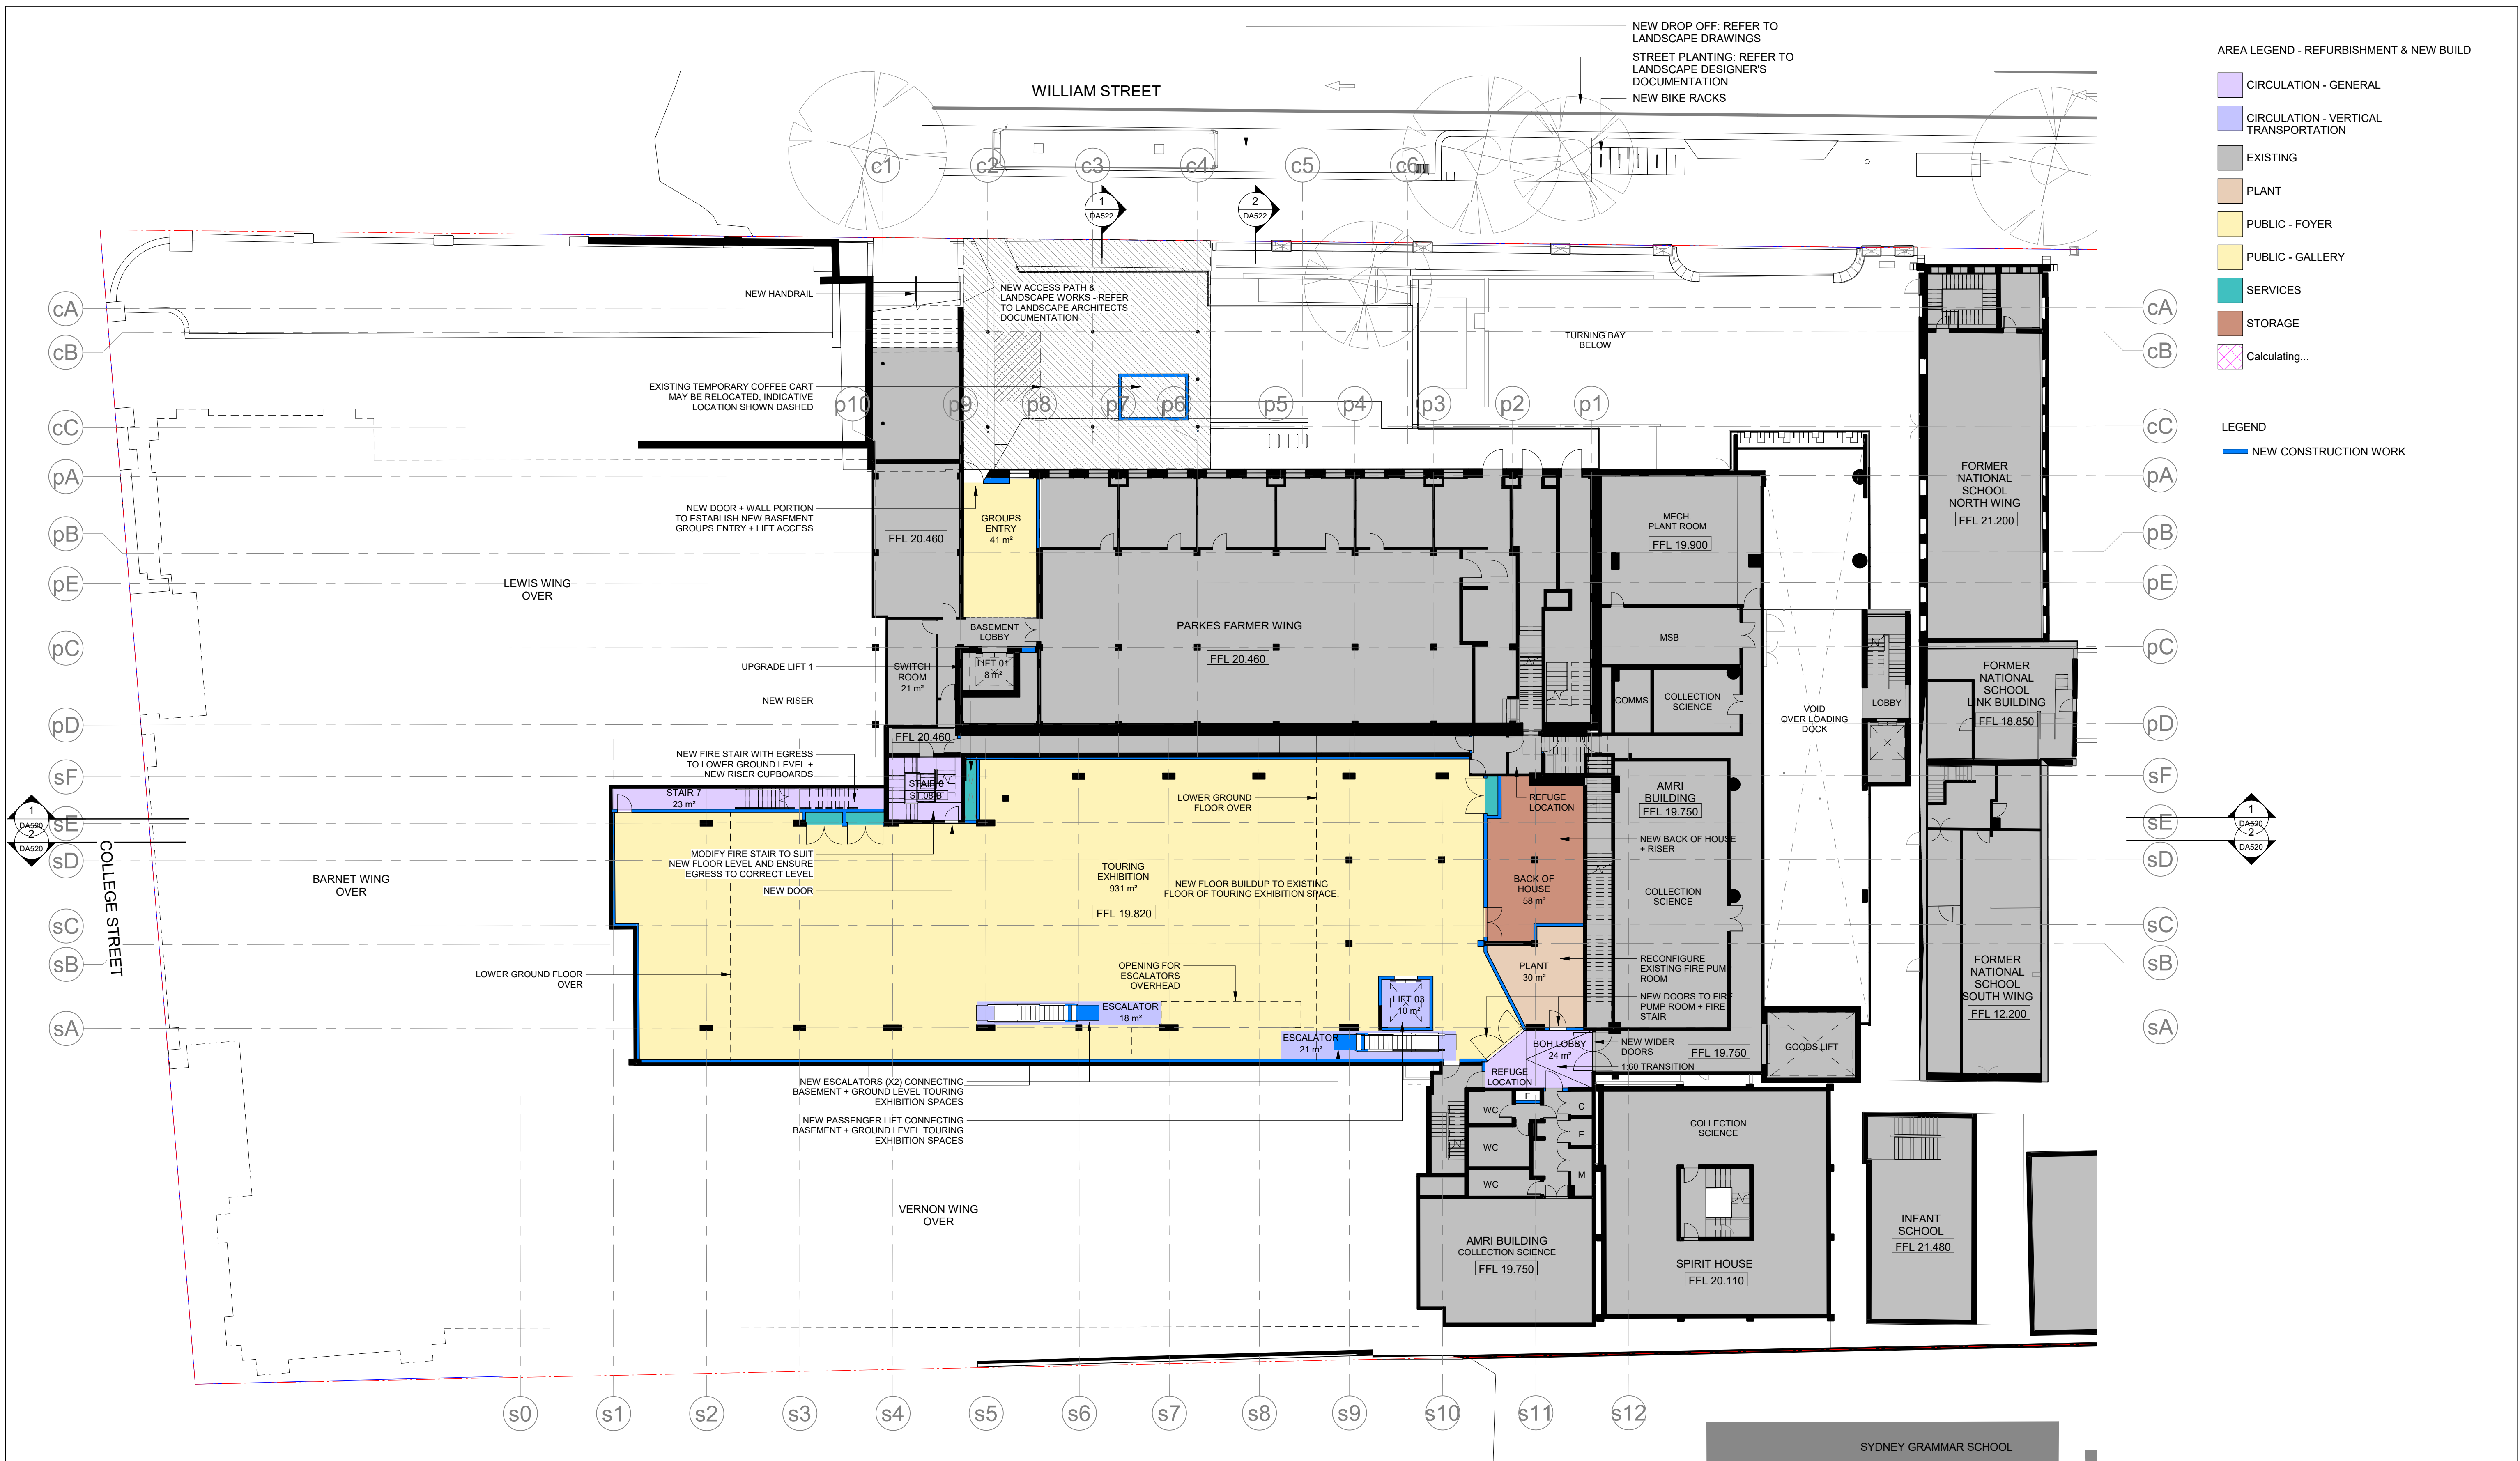 NEW DROP OFF: REFER TO
LANDSCAPE DRAWINGS
STREET PLANTING: REFER TO
LANDSCAPE DESIGNER'S
DOCUMENTATION
NEW BIKE RACKS
WILLIAM STREET
AREA LEGEND - REFURBISHMENT & NEW BUILD
CIRCULATION - GENERAL
CIRCULATION - VERTICAL
TRANSPORTATION
EXISTING
PLANT
PUBLIC - FOYER
PUBLIC - GALLERY
SERVICES
STORAGE
Calculating...
LEGEND
NEW CONSTRUCTION WORK
c1
c2
c3
c4
c5
c6
1
DA522
2
DA522
NEW HANDRAIL
NEW ACCESS PATH &
LANDSCAPE WORKS - REFER
TO LANDSCAPE ARCHITECTS
DOCUMENTATION
TURNING BAY
BELOW
EXISTING TEMPORARY COFFEE CART
MAY BE RELOCATED, INDICATIVE
LOCATION SHOWN DASHED
p10
p9
p8
p7
p6
p5
p4
p3
p2
p1
cA
cB
cC
pA
pB
pE
pC
pD
sF
sE
sD
sC
sB
sA
1
DA520
2
DA520
COLLEGE STREET
NEW DOOR + WALL PORTION
TO ESTABLISH NEW BASEMENT
GROUPS ENTRY + LIFT ACCESS
FFL 20.460
GROUPS
ENTRY
41 m²
LEWIS WING
OVER
BASEMENT
LOBBY
PARKES FARMER WING
FFL 20.460
MECH.
PLANT ROOM
FFL 19.900
MSB
COMMS.
COLLECTION
SCIENCE
UPGRADE LIFT 1
SWITCH
ROOM
21 m²
LIFT 01
8 m²
NEW RISER
FFL 20.460
NEW FIRE STAIR WITH EGRESS
TO LOWER GROUND LEVEL +
NEW RISER CUPBOARDS
STAIR 7
23 m²
STAIR 8
ST.08-B
LOWER GROUND
FLOOR OVER
REFUGE
LOCATION
MODIFY FIRE STAIR TO SUIT
NEW FLOOR LEVEL AND ENSURE
EGRESS TO CORRECT LEVEL
NEW DOOR
BARNET WING
OVER
TOURING
EXHIBITION
931 m²
FFL 19.820
NEW FLOOR BUILDUP TO EXISTING
FLOOR OF TOURING EXHIBITION SPACE.
BACK OF
HOUSE
58 m²
NEW BACK OF HOUSE
+ RISER
AMRI
BUILDING
FFL 19.750
COLLECTION
SCIENCE
VOID
OVER LOADING
DOCK
LOBBY
FORMER
NATIONAL
SCHOOL
NORTH WING
FFL 21.200
FORMER
NATIONAL
SCHOOL
LINK BUILDING
FFL 18.850
FORMER
NATIONAL
SCHOOL
SOUTH WING
FFL 12.200
LOWER GROUND FLOOR
OVER
OPENING FOR
ESCALATORS
OVERHEAD
ESCALATOR
18 m²
ESCALATOR
21 m²
LIFT 03
10 m²
PLANT
30 m²
RECONFIGURE
EXISTING FIRE PUMP
ROOM
NEW DOORS TO FIRE
PUMP ROOM + FIRE
STAIR
BOH LOBBY
24 m²
NEW WIDER
DOORS
1:60 TRANSITION
FFL 19.750
GOODS LIFT
REFUGE
LOCATION
NEW ESCALATORS (X2) CONNECTING
BASEMENT + GROUND LEVEL TOURING
EXHIBITION SPACES
NEW PASSENGER LIFT CONNECTING
BASEMENT + GROUND LEVEL TOURING
EXHIBITION SPACES
F
WC
C
E
WC
M
WC
VERNON WING
OVER
AMRI BUILDING
COLLECTION SCIENCE
FFL 19.750
COLLECTION
SCIENCE
SPIRIT HOUSE
FFL 20.110
INFANT
SCHOOL
FFL 21.480
cA
cB
cC
pA
pB
pE
pC
pD
sF
sE
sD
sC
sB
sA
1
DA520
2
DA520
s0
s1
s2
s3
s4
s5
s6
s7
s8
s9
s10
s11
s12
SYDNEY GRAMMAR SCHOOL